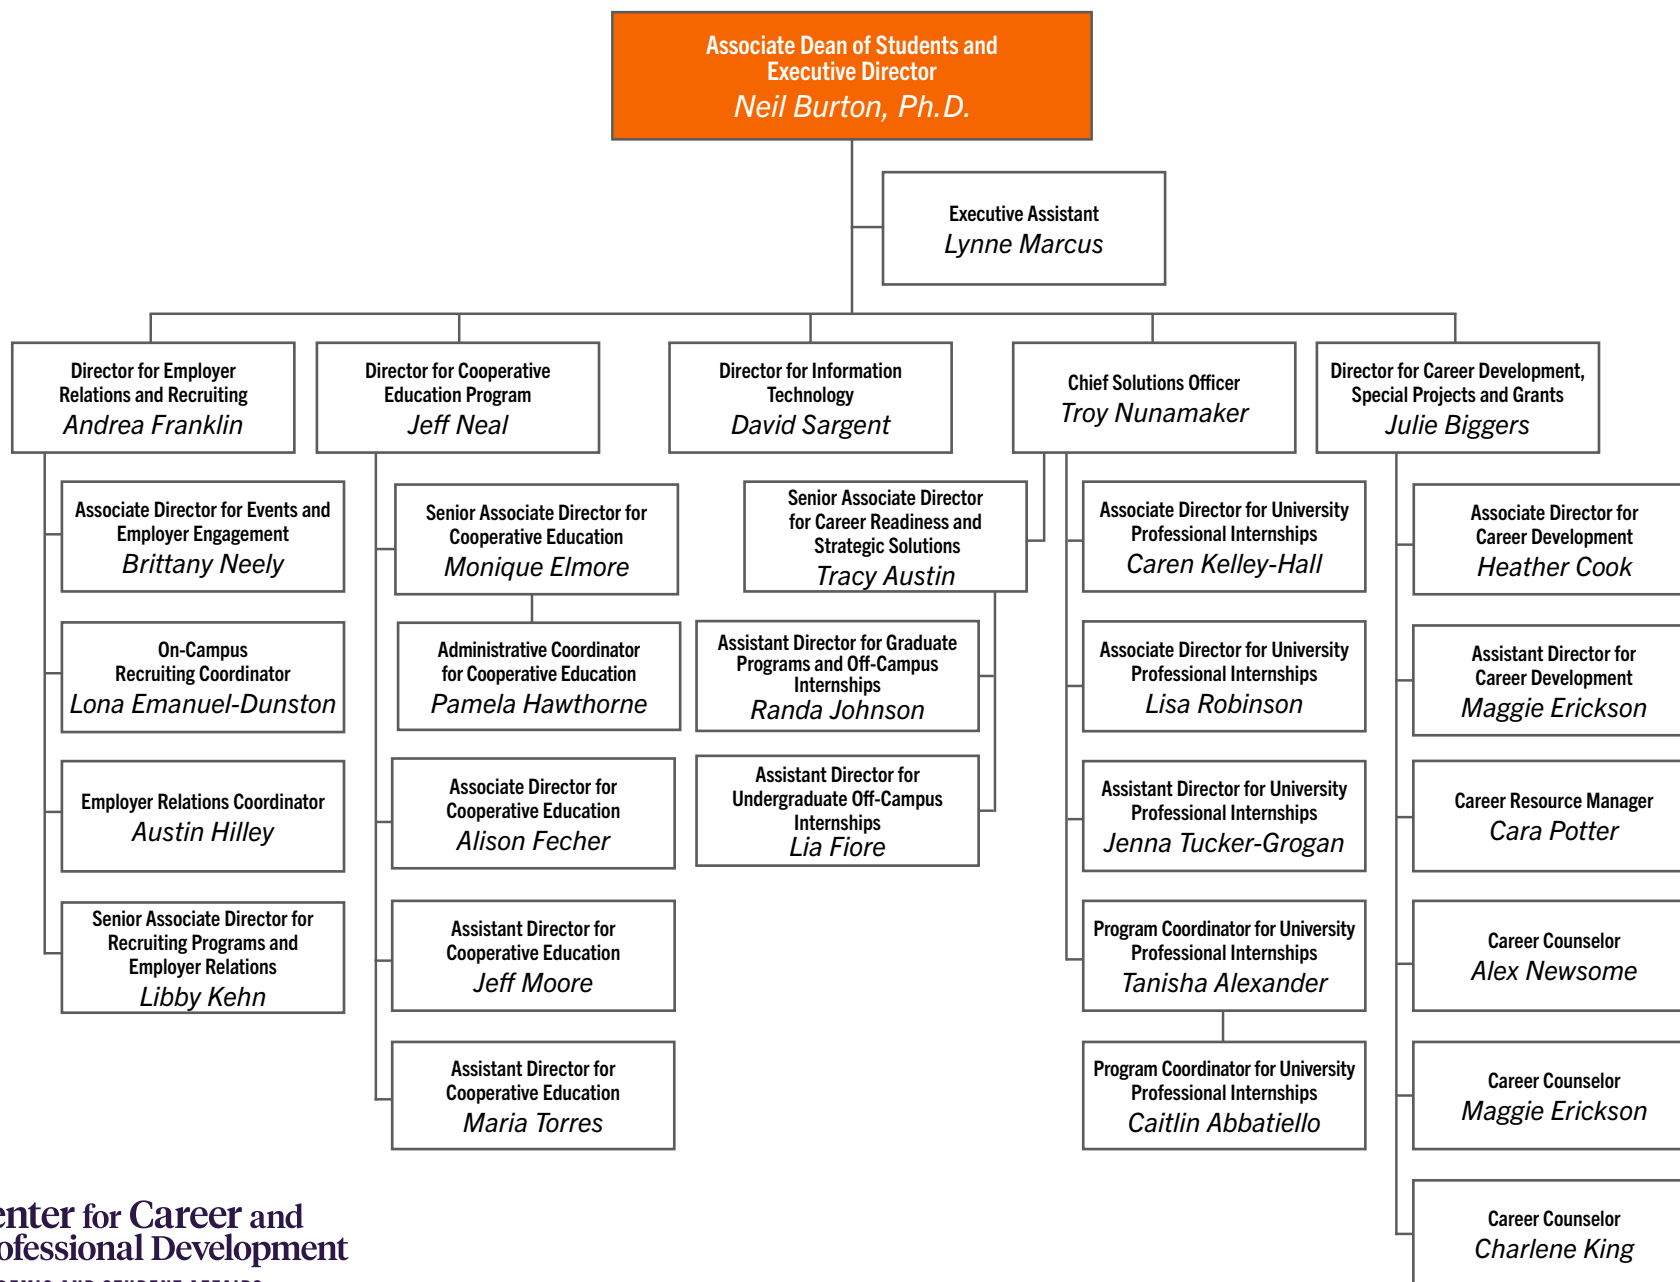 Associate Dean of Students and
Executive Director
Neil Burton, Ph.D.
Executive Assistant
Lynne Marcus
Director for Employer
Relations and Recruiting
Andrea Franklin
Director for Cooperative
Education Program
Jeff Neal
Director for Information
Technology
David Sargent
Chief Solutions Officer
Troy Nunamaker
Director for Career Development,
Special Projects and Grants
Julie Biggers
Associate Director for Events and
Employer Engagement
Brittany Neely
On-Campus
Recruiting Coordinator
Lona Emanuel-Dunston
Employer Relations Coordinator
Austin Hilley
Senior Associate Director for
Recruiting Programs and
Employer Relations
Libby Kehn
Senior Associate Director for
Cooperative Education
Monique Elmore
Administrative Coordinator
for Cooperative Education
Pamela Hawthorne
Associate Director for
Cooperative Education
Alison Fecher
Assistant Director for
Cooperative Education
Jeff Moore
Assistant Director for
Cooperative Education
Maria Torres
Senior Associate Director
for Career Readiness and
Strategic Solutions
Tracy Austin
Assistant Director for Graduate
Programs and Off-Campus
Internships
Randa Johnson
Assistant Director for
Undergraduate Off-Campus
Internships
Lia Fiore
Associate Director for University
Professional Internships
Caren Kelley-Hall
Associate Director for University
Professional Internships
Lisa Robinson
Assistant Director for University
Professional Internships
Jenna Tucker-Grogan
Program Coordinator for University
Professional Internships
Tanisha Alexander
Program Coordinator for University
Professional Internships
Caitlin Abbatiello
Associate Director for
Career Development
Heather Cook
Assistant Director for
Career Development
Maggie Erickson
Career Resource Manager
Cara Potter
Career Counselor
Alex Newsome
Career Counselor
Maggie Erickson
Career Counselor
Charlene King
enter for Career and
ofessional Development